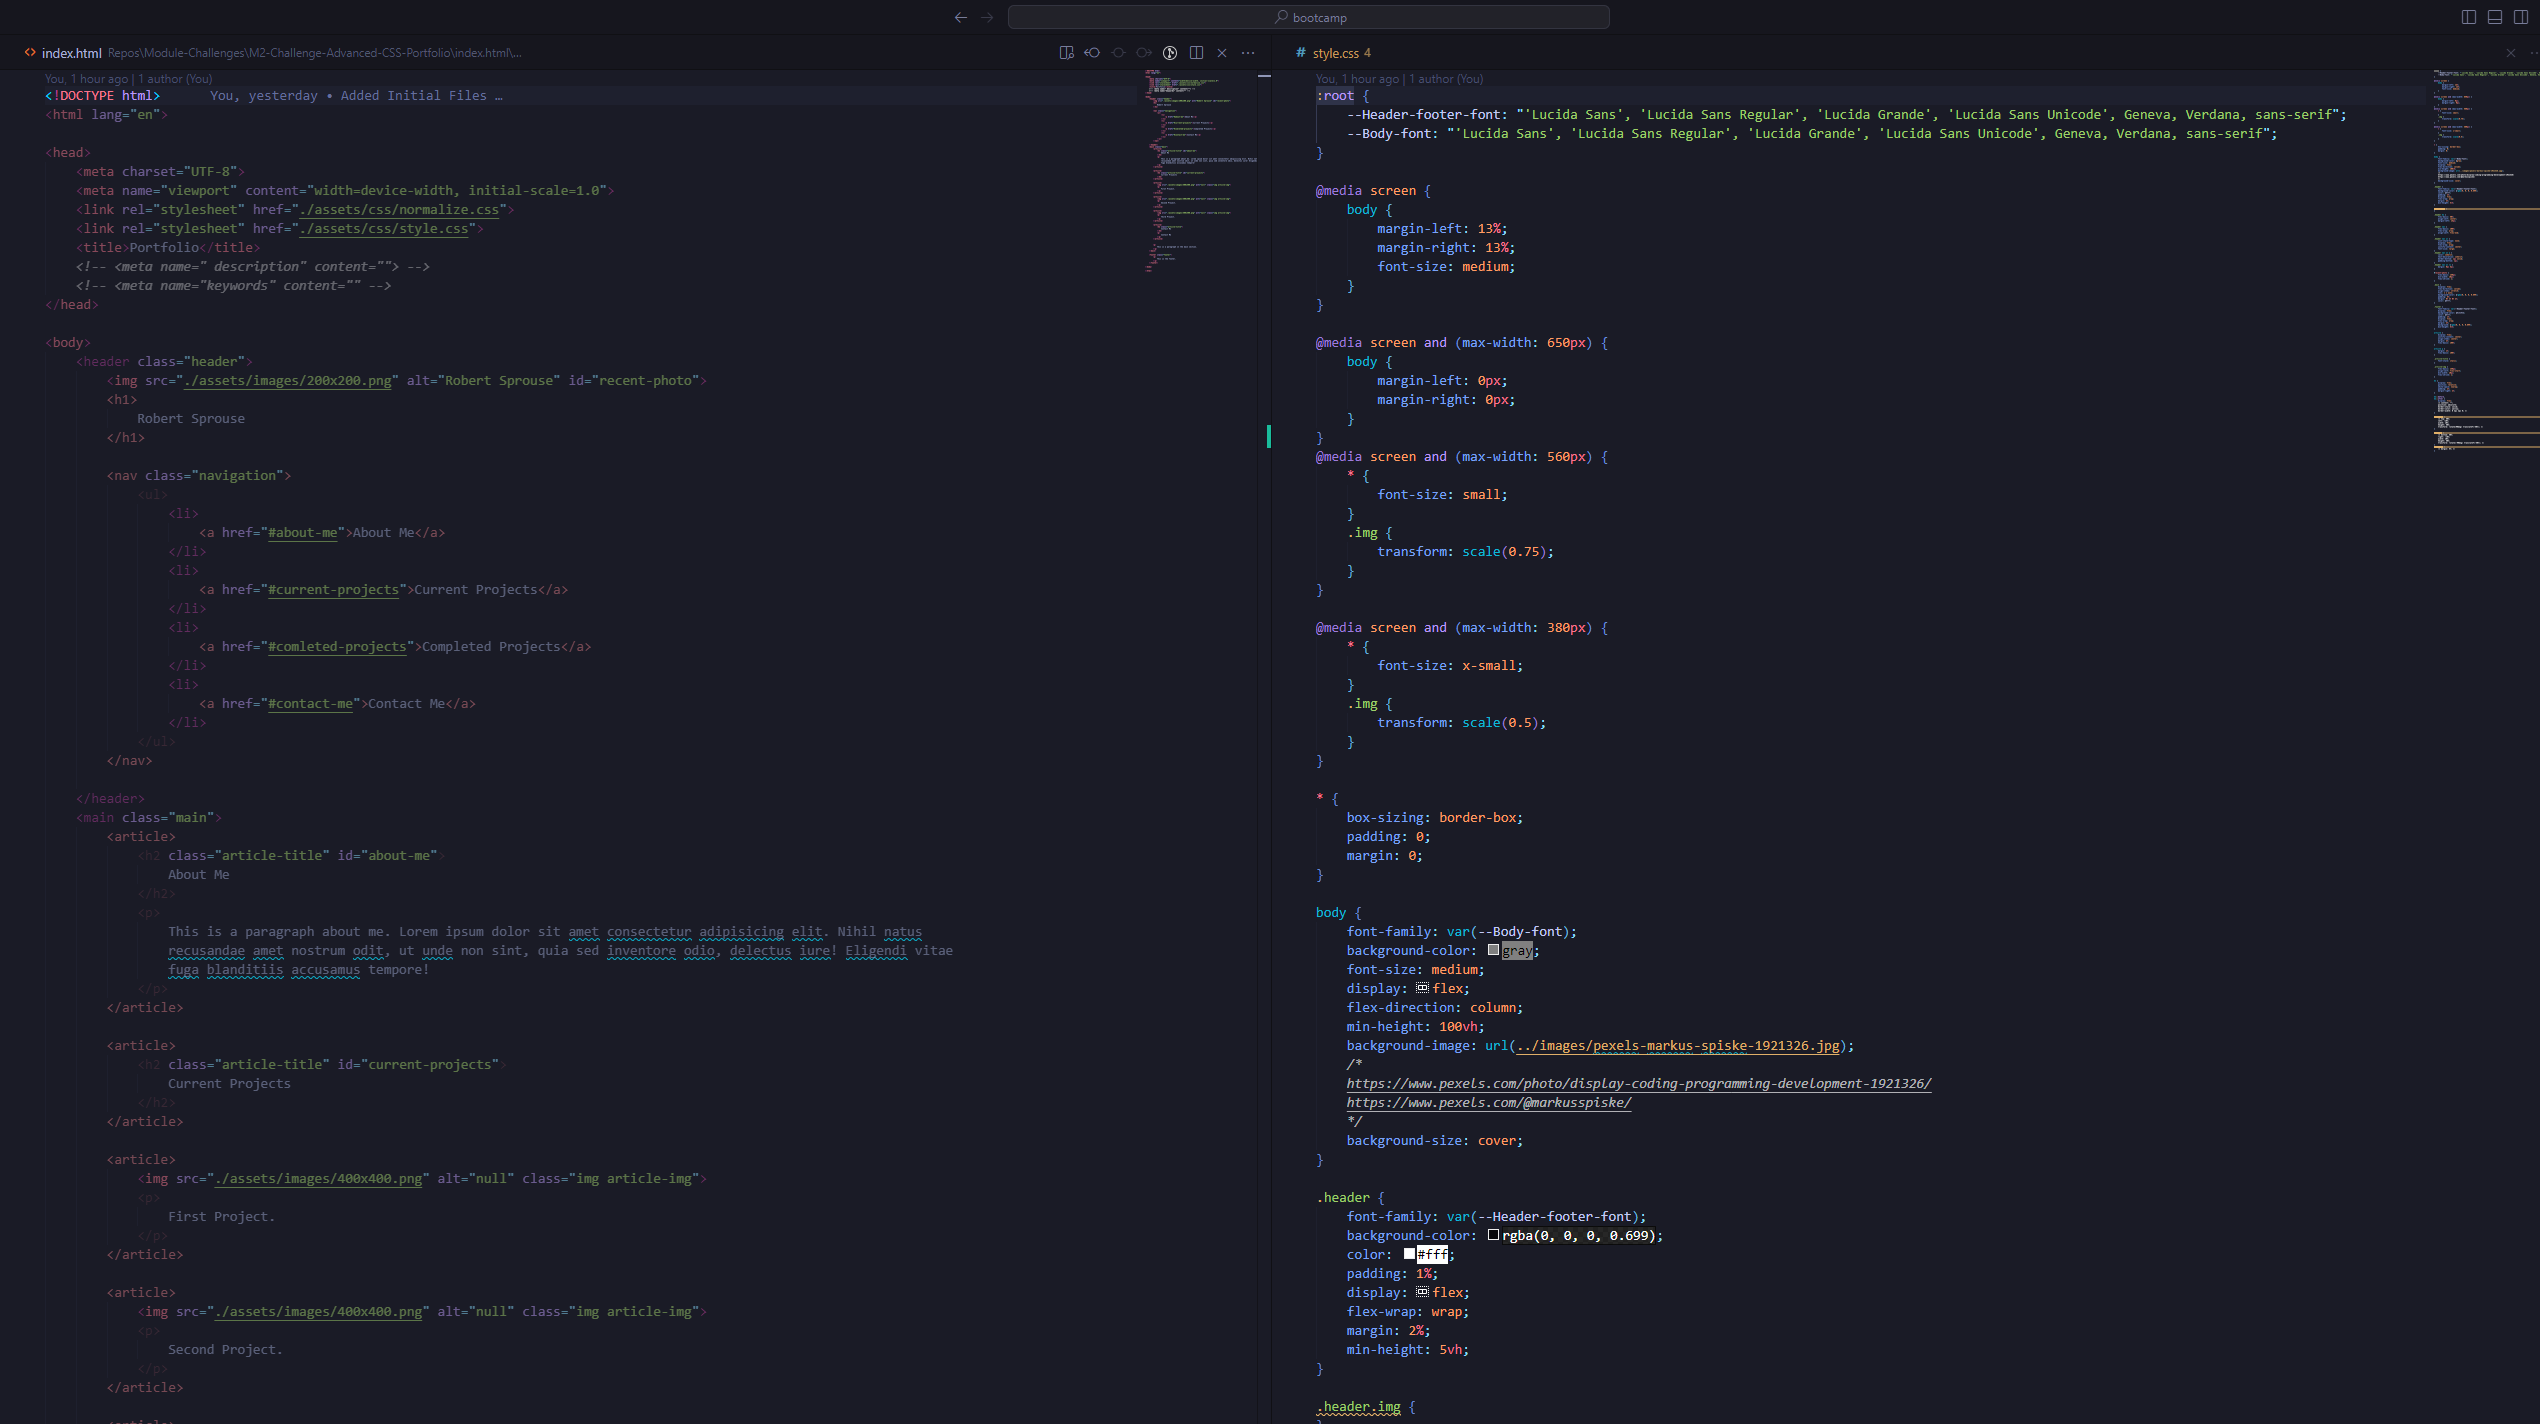 bootcamp
index.html Repos\Module-Challenges\M2-Challenge-Advanced-CSS-Portfolio\index.html\...
You, 1 hour ago | 1 author (You)
<!DOCTYPE html> You, yesterday • Added Initial Files …
<html lang="en">
<head>
<meta charset="UTF-8">
<meta name="viewport" content="width=device-width, initial-scale=1.0">
<link rel="stylesheet" href="./assets/css/normalize.css">
<link rel="stylesheet" href="./assets/css/style.css">
<title>Portfolio</title>
<!-- <meta name=" description" content=""> -->
<!-- <meta name="keywords" content="" -->
</head>
<body>
<header class="header">
<img src="./assets/images/200x200.png" alt="Robert Sprouse" id="recent-photo">
<h1>
Robert Sprouse
</h1>
<nav class="navigation">
<ul>
<li>
<a href="#about-me">About Me</a>
</li>
<li>
<a href="#current-projects">Current Projects</a>
</li>
<li>
<a href="#comleted-projects">Completed Projects</a>
</li>
<li>
<a href="#contact-me">Contact Me</a>
</li>
</ul>
</nav>
</header>
<main class="main">
<article>
<h2 class="article-title" id="about-me">
About Me
</h2>
<p>
This is a paragraph about me. Lorem ipsum dolor sit amet consectetur adipisicing elit. Nihil natus
recusandae amet nostrum odit, ut unde non sint, quia sed inventore odio, delectus iure! Eligendi vitae
fuga blanditiis accusamus tempore!
</p>
</article>
<article>
<h2 class="article-title" id="current-projects">
Current Projects
</h2>
</article>
<article>
<img src="./assets/images/400x400.png" alt="null" class="img article-img">
<p>
First Project.
</p>
</article>
<article>
<img src="./assets/images/400x400.png" alt="null" class="img article-img">
<p>
Second Project.
</p>
</article>
# style.css 4
You, 1 hour ago | 1 author (You)
:root {
--Header-footer-font: "'Lucida Sans', 'Lucida Sans Regular', 'Lucida Grande', 'Lucida Sans Unicode', Geneva, Verdana, sans-serif";
--Body-font: "'Lucida Sans', 'Lucida Sans Regular', 'Lucida Grande', 'Lucida Sans Unicode', Geneva, Verdana, sans-serif";
}
@media screen {
body {
margin-left: 13%;
margin-right: 13%;
font-size: medium;
}
}
@media screen and (max-width: 650px) {
body {
margin-left: 0px;
margin-right: 0px;
}
}
@media screen and (max-width: 560px) {
* {
font-size: small;
}
.img {
transform: scale(0.75);
}
}
@media screen and (max-width: 380px) {
* {
font-size: x-small;
}
.img {
transform: scale(0.5);
}
}
* {
box-sizing: border-box;
padding: 0;
margin: 0;
}
body {
font-family: var(--Body-font);
background-color: gray;
font-size: medium;
display: flex;
flex-direction: column;
min-height: 100vh;
background-image: url(../images/pexels-markus-spiske-1921326.jpg);
/*
https://www.pexels.com/photo/display-coding-programming-development-1921326/
https://www.pexels.com/@markusspiske/
*/
background-size: cover;
}
.header {
font-family: var(--Header-footer-font);
background-color: rgba(0, 0, 0, 0.699);
color: #fff;
padding: 1%;
display: flex;
flex-wrap: wrap;
margin: 2%;
min-height: 5vh;
}
.header.img {